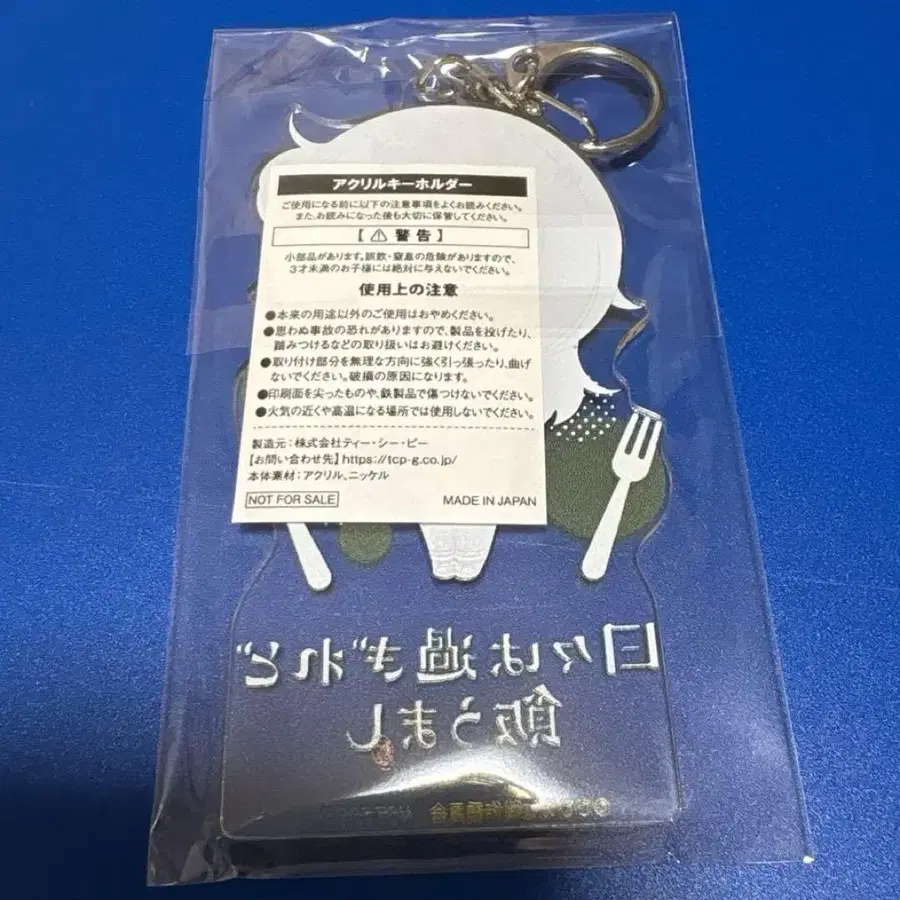 アクリルキーホルダー
ご使用になる前に以下の注意事項をよくお読みください。
また、お読みになった後も大切に保管してください。
【⚠警告】
小部品があります。誤飲・窒息の危険がありますので、
3才未満のお子様には絶対に与えないでください。
使用上の注意
●本来の用途以外のご使用はおやめください。
●思わぬ事故の恐れがありますので、製品を投げたり、
踏みつけるなどの取り扱いはお避けください。
●取り付け部分を無理な方向に強く引っ張ったり、曲げ
ないでください。破損の原因になります。
●印刷面を尖ったものや、鉄製品で傷つけないでください。
●火気の近くや高温になる場所では使用しないでください。
製造元:株式会社ティー・シー・ピー
【お問い合わせ先】https://tcp-g.co.jp/
本体素材:アクリル、ニッケル
NOT FOR SALE MADE IN JAPAN
日々は過ぎれど
飯うまし